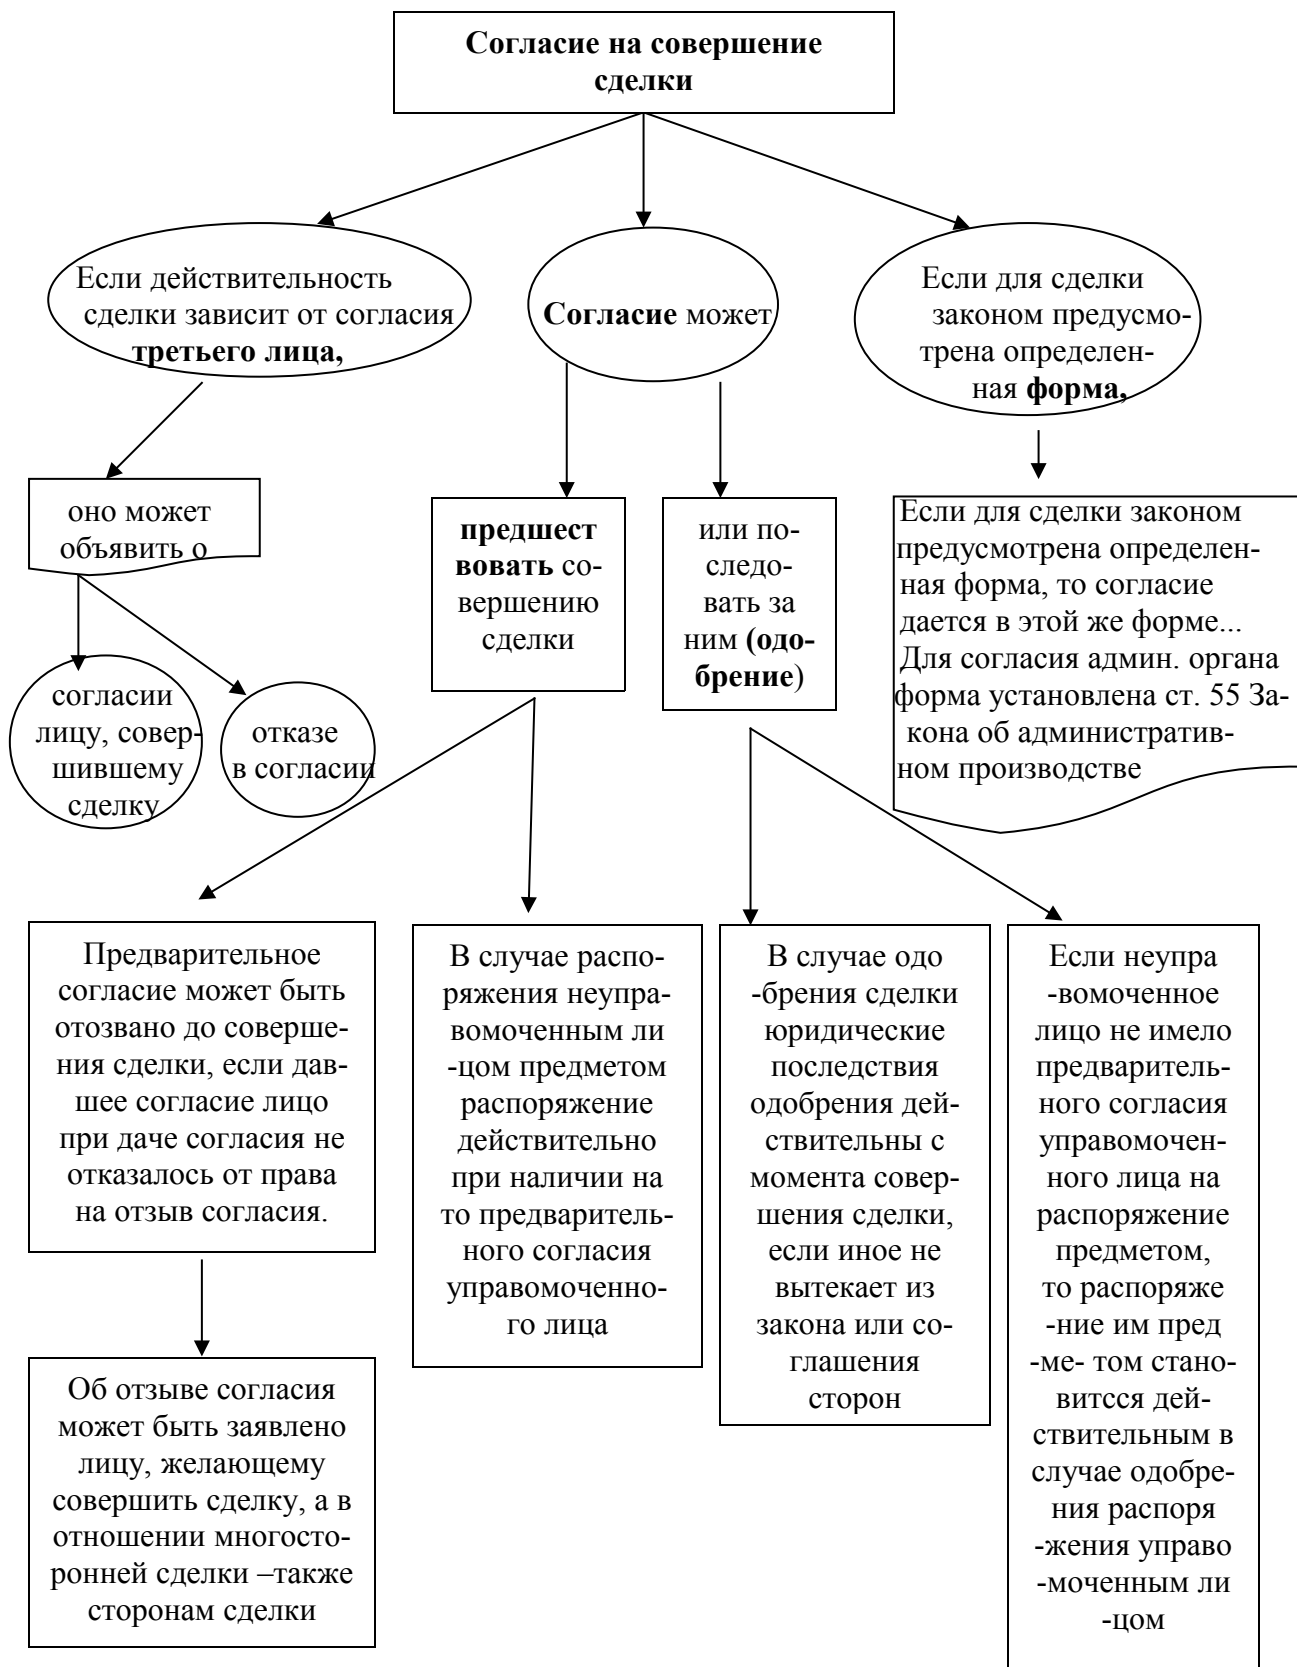 Согласие на совершение
сделки
Если действительность
сделки зависит от согласия
третьего лица,
Согласие может
Если для сделки
законом предусмо-
трена определен-
ная форма,
оно может
объявить о
согласии
лицу, совер-
шившему
сделку
отказе
в согласии
предшест
вовать со-
вершению
сделки
или по-
следо-
вать за
ним (одо-
брение)
Если для сделки законом
предусмотрена определен-
ная форма, то согласие
дается в этой же форме...
Для согласия админ. органа
форма установлена ст. 55 За-
кона об административ-
ном производстве
Предварительное
согласие может быть
отозвано до соверше-
ния сделки, если дав-
шее согласие лицо
при даче согласия не
отказалось от права
на отзыв согласия.
Об отзыве согласия
может быть заявлено
лицу, желающему
совершить сделку, а в
отношении многосто-
ронней сделки –также
сторонам сделки
В случае распо-
ряжения неупра-
вомоченным ли
-цом предметом
распоряжение
действительно
при наличии на
то предваритель-
ного согласия
управомоченно-
го лица
В случае одо
-брения сделки
юридические
последствия
одобрения дей-
ствительны с
момента совер-
шения сделки,
если иное не
вытекает из
закона или со-
глашения
сторон
Если неупра
-вомоченное
лицо не имело
предваритель-
ного согласия
управомочен-
ного лица на
распоряжение
предметом,
то распоряже
-ние им пред
-ме- том стано-
витсся дей-
ствительным в
случае одобре-
ния распоря
-жения управо
-моченным ли
-цом